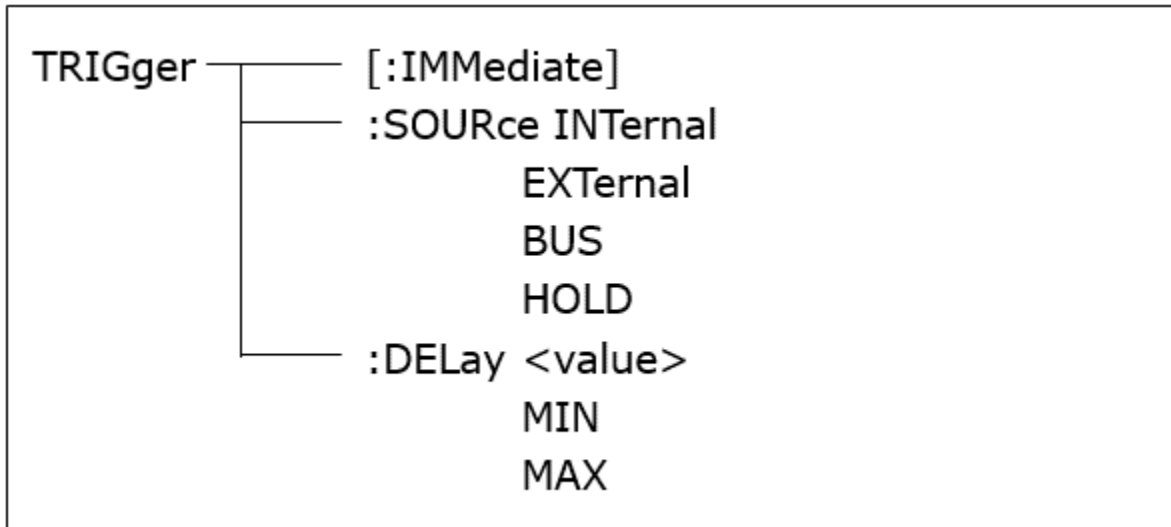 TRIGger [:IMMediate]
:SOURce INTernal
EXTernal
BUS
HOLD
:DELay <value>
MIN
MAX